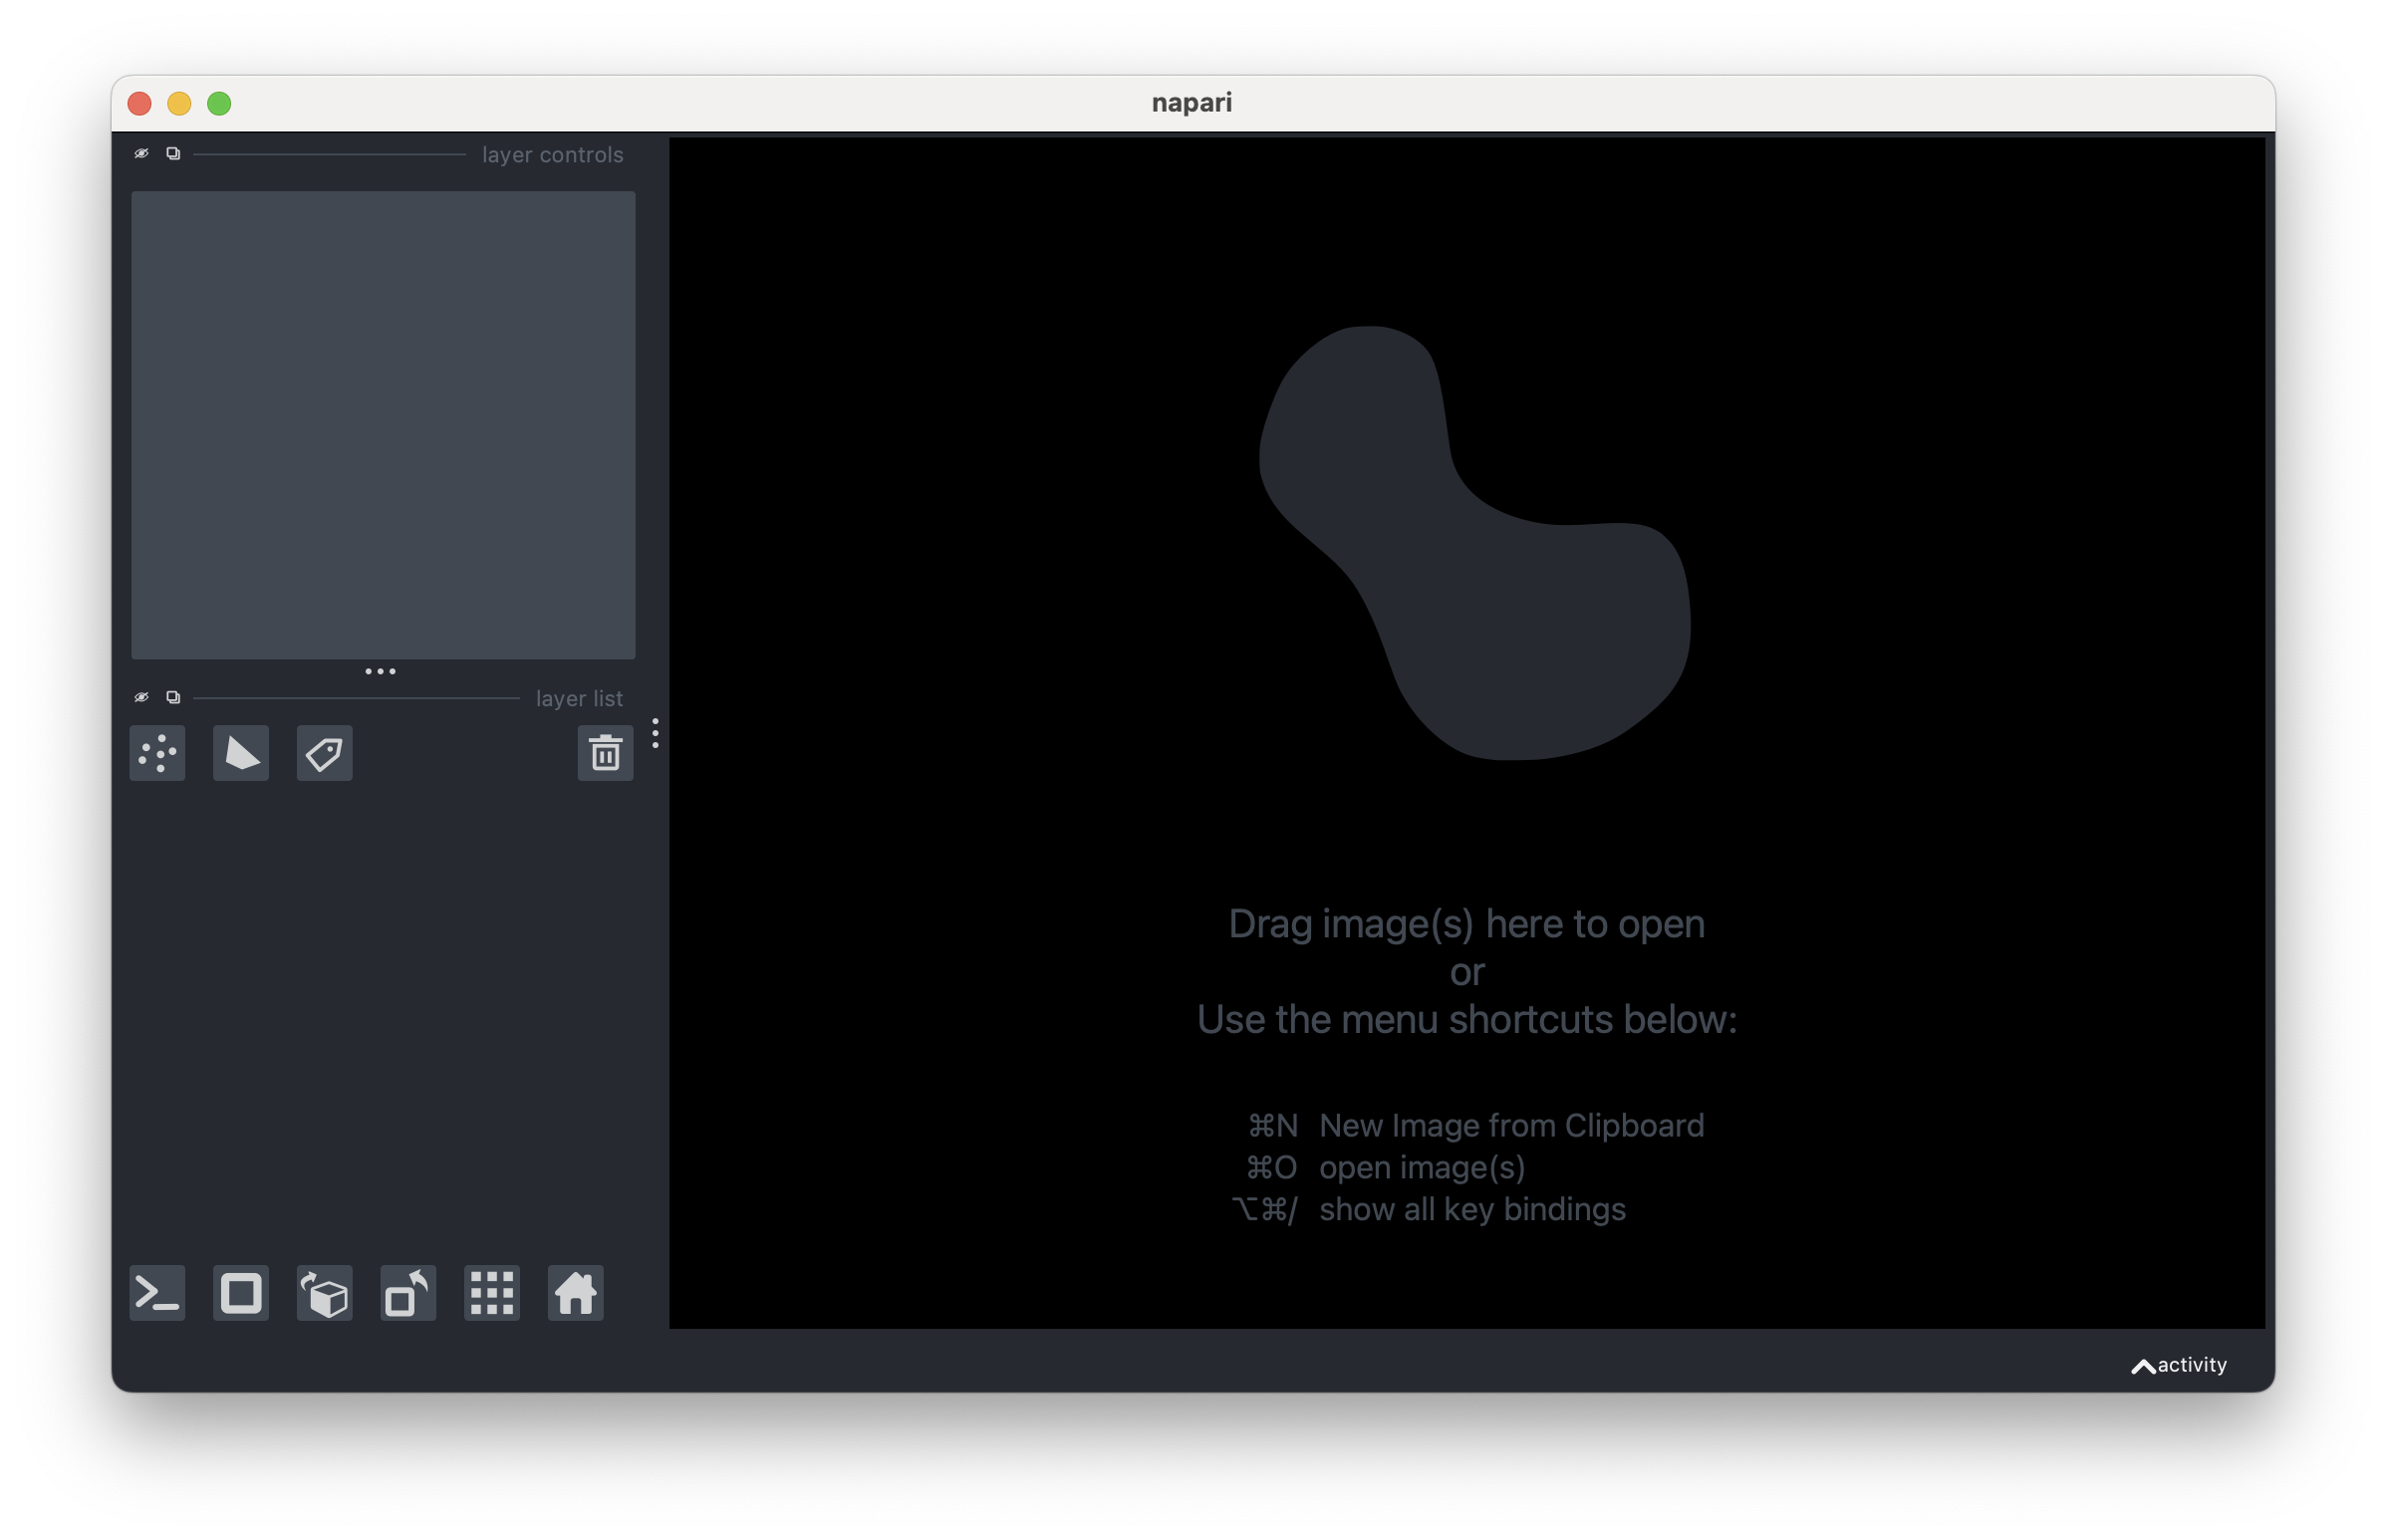 napari
layer controls
layer list
Drag image(s) here to open
or
Use the menu shortcuts below:
⌘N New Image from Clipboard
⌘O open image(s)
⌥⌘/ show all key bindings
activity